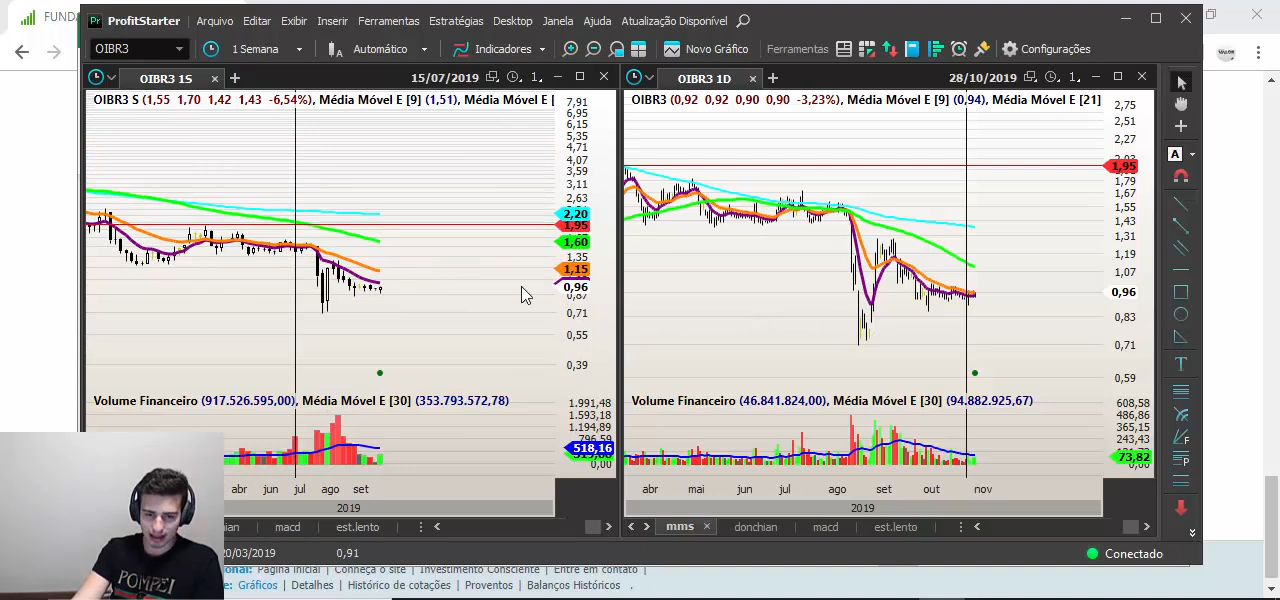 FUNDA
Pr ProfitStarter Arquivo Editar Exibir Inserir Ferramentas Estratégias Desktop Janela Ajuda Atualização Disponível
OIBR3 1 Semana Automático Indicadores Novo Gráfico Ferramentas Configurações
OIBR3 1S × + 15/07/2019 1
OIBR3 1D × + 28/10/2019 1
OIBR3 S (1,55 1,70 1,42 1,43 -6,54%), Média Móvel E [9] (1,51), Média Móvel E [
7,91
6,95
6,15
5,35
4,71
4,07
3,59
3,11
2,63
2,20
1,95
1,60
1,35
1,15
0,96
0,87
0,71
0,55
0,39
Volume Financeiro (917.526.595,00), Média Móvel E [30] (353.793.572,78)
1.991,48
1.593,18
1.194,89
796,59
518,16
0,00
abr jun jul ago set
2019
macd est.lento
OIBR3 (0,92 0,92 0,90 0,90 -3,23%), Média Móvel E [9] (0,94), Média Móvel E [21]
2,75
2,51
2,27
1,95
1,79
1,67
1,55
1,43
1,31
1,19
1,07
0,96
0,83
0,71
0,59
Volume Financeiro (46.841.824,00), Média Móvel E [30] (94.882.925,67)
608,58
486,86
365,15
243,43
73,82
abr mai jun jul ago set out nov
2019
mms × donchian macd est.lento
A
T
F
P
20/03/2019 0,91 Conectado
Página Inicial | Conheça o site | Investimento Consciente | Entre em contato |
Gráficos | Detalhes | Histórico de cotações | Proventos | Balanços Históricos .
POMPEI